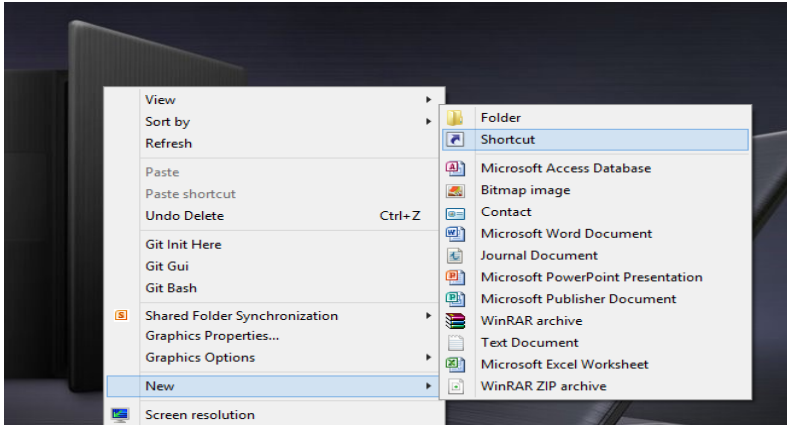 View
Sort by
Refresh
Paste
Paste shortcut
Undo Delete Ctrl+Z
Git Init Here
Git Gui
Git Bash
Shared Folder Synchronization
Graphics Properties...
Graphics Options
New
Screen resolution
Folder
Shortcut
Microsoft Access Database
Bitmap image
Contact
Microsoft Word Document
Journal Document
Microsoft PowerPoint Presentation
Microsoft Publisher Document
WinRAR archive
Text Document
Microsoft Excel Worksheet
WinRAR ZIP archive